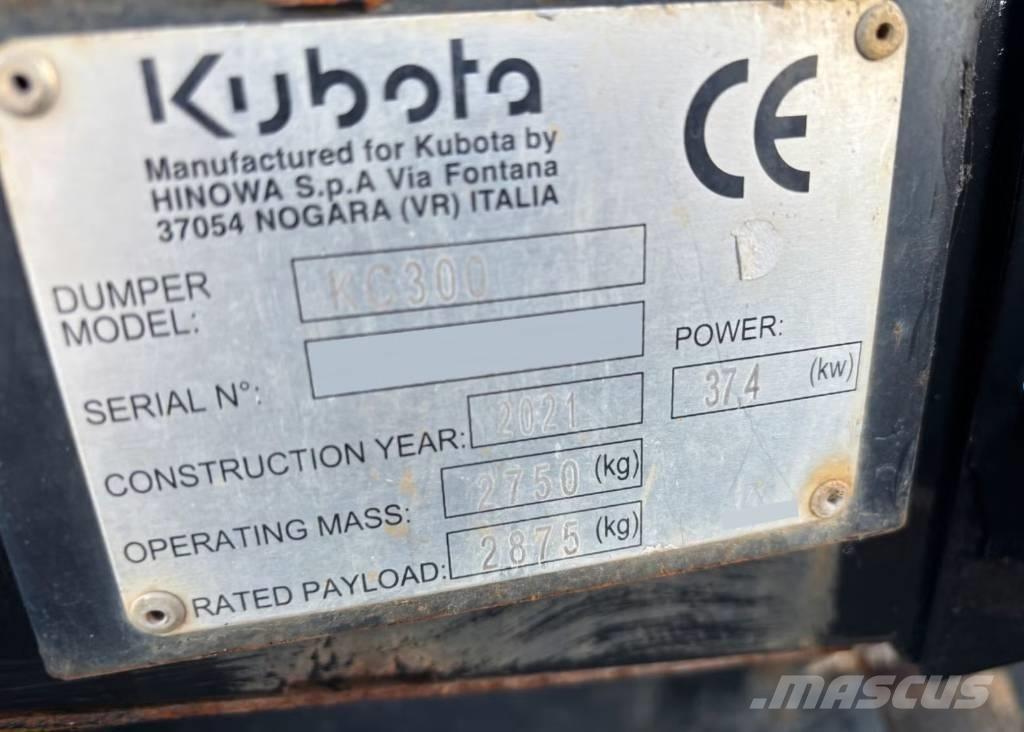 Kubota
CE
Manufactured for Kubota by
HINOWA S.p.A Via Fontana
37054 NOGARA (VR) ITALIA
DUMPER
MODEL:
KC300
SERIAL N°:
POWER:
37,4 (kw)
CONSTRUCTION YEAR: 2021
OPERATING MASS: 2750 (kg)
RATED PAYLOAD: 2875 (kg)
MASCUS